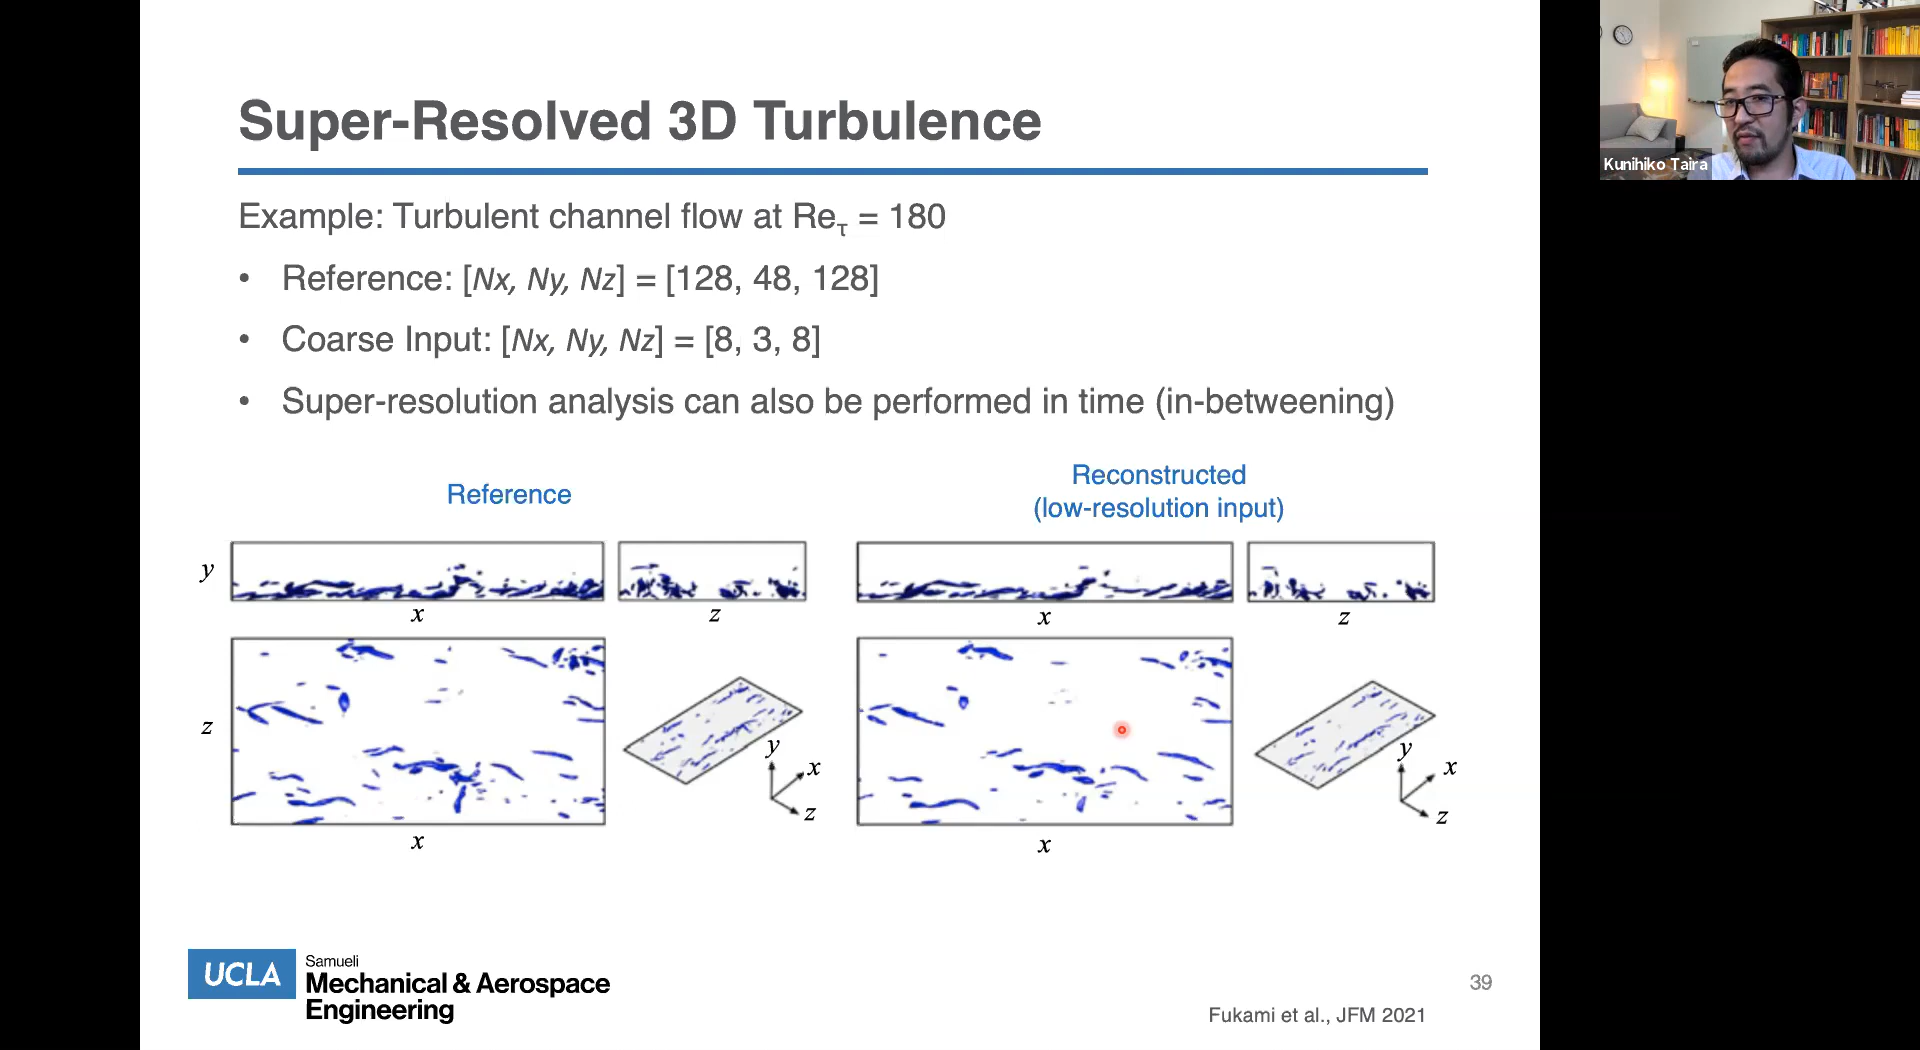 Super-Resolved 3D Turbulence
Kunihiko Taira
Example: Turbulent channel flow at Reτ = 180
• Reference: [Nx, Ny, Nz] = [128, 48, 128]
• Coarse Input: [Nx, Ny, Nz] = [8, 3, 8]
• Super-resolution analysis can also be performed in time (in-betweening)
Reference
y
x
z
z
x
y
x
z
Reconstructed
(low-resolution input)
x
z
x
y
x
z
UCLA
Samueli
Mechanical & Aerospace
Engineering
39
Fukami et al., JFM 2021